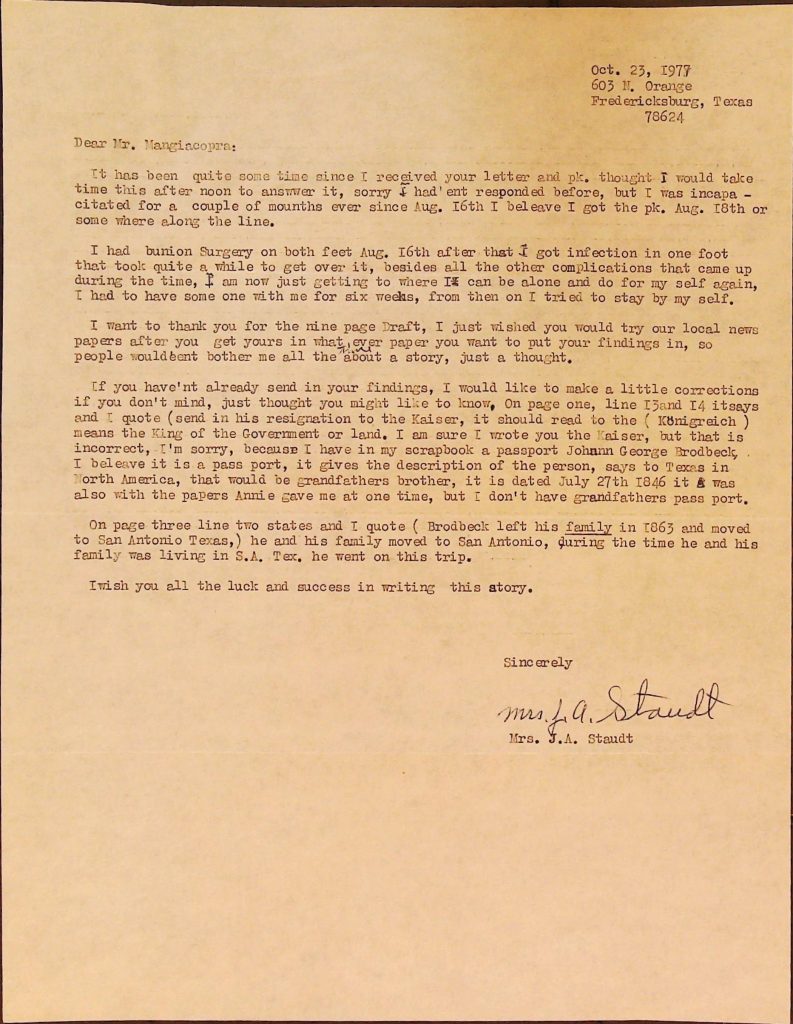 Oct. 23, 1977
603 N. Orange
Fredericksburg, Texas
78624
Dear Mr. Mangiacopra:
It has been quite some time since I received your letter and pk. thought I would take
time this after noon to answwer it, sorry I had'ent responded before, but I was incapa -
citated for a couple of mounths ever since Aug. 16th I beleave I got the pk. Aug. 18th or
some where along the line.
I had bunion Surgery on both feet Aug. 16th after that I got infection in one foot
that took quite a while to get over it, besides all the other complications that came up
during the time, I am now just getting to where I can be alone and do for my self again,
I had to have some one with me for six weeks, from then on I tried to stay by my self.
I want to thank you for the nine page Draft, I just wished you would try our local news
papers after you get yours in what ever paper you want to put your findings in, so
people would'ent bother me all the time about a story, just a thought.
If you have'nt already send in your findings, I would like to make a little corrections
if you don't mind, just thought you might like to know, On page one, line 13and 14 itsays
and I quote (send in his resignation to the Kaiser, it should read to the ( Königreich )
means the King of the Government or land. I am sure I wrote you the Kaiser, but that is
incorrect, I'm sorry, because I have in my scrapbook a passport Johann George Brodbeck,
I beleave it is a pass port, it gives the description of the person, says to Texas in
North America, that would be grandfathers brother, it is dated July 27th 1846 it was
also with the papers Annie gave me at one time, but I don't have grandfathers pass port.
On page three line two states and I quote ( Brodbeck left his family in 1863 and moved
to San Antonio Texas,) he and his family moved to San Antonio, during the time he and his
family was living in S.A. Tex. he went on this trip.
Iwish you all the luck and success in writing this story.
Sincerely
Mrs. J.A. Staudt
Mrs. J.A. Staudt